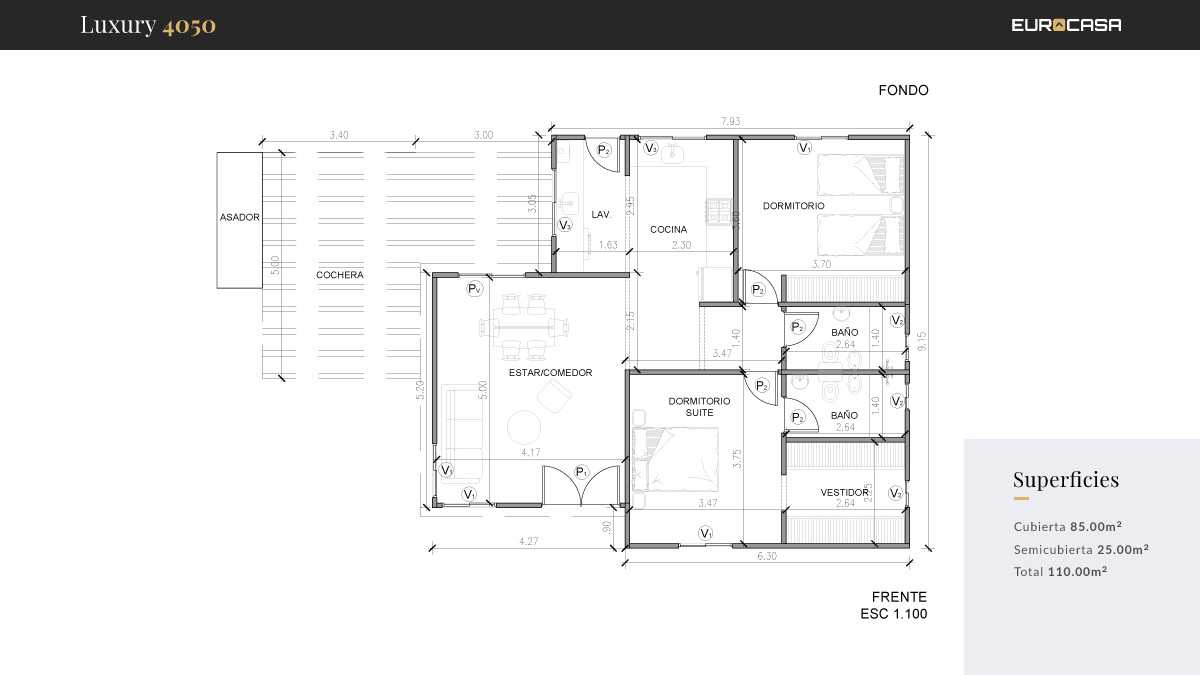 Luxury 4050
EUROCASA
FONDO
7.93
3.40
3.00
P2
V3
V1
ASADOR
3.05
2.95
3.60
LAV.
COCINA
DORMITORIO
V3
1.63
2.30
3.70
5.00
COCHERA
PV
P2
2.15
1.40
P2
BAÑO
2.64
1.40
V2
9.15
3.47
ESTAR/COMEDOR
5.20
5.00
P2
DORMITORIO
SUITE
P2
BAÑO
2.64
1.40
V2
4.17
V1
V1
P1
3.75
3.47
VESTIDOR
2.64
2.25
V2
V1
.90
4.27
6.30
FRENTE
ESC 1.100
Superficies
Cubierta 85.00m²
Semicubierta 25.00m²
Total 110.00m²